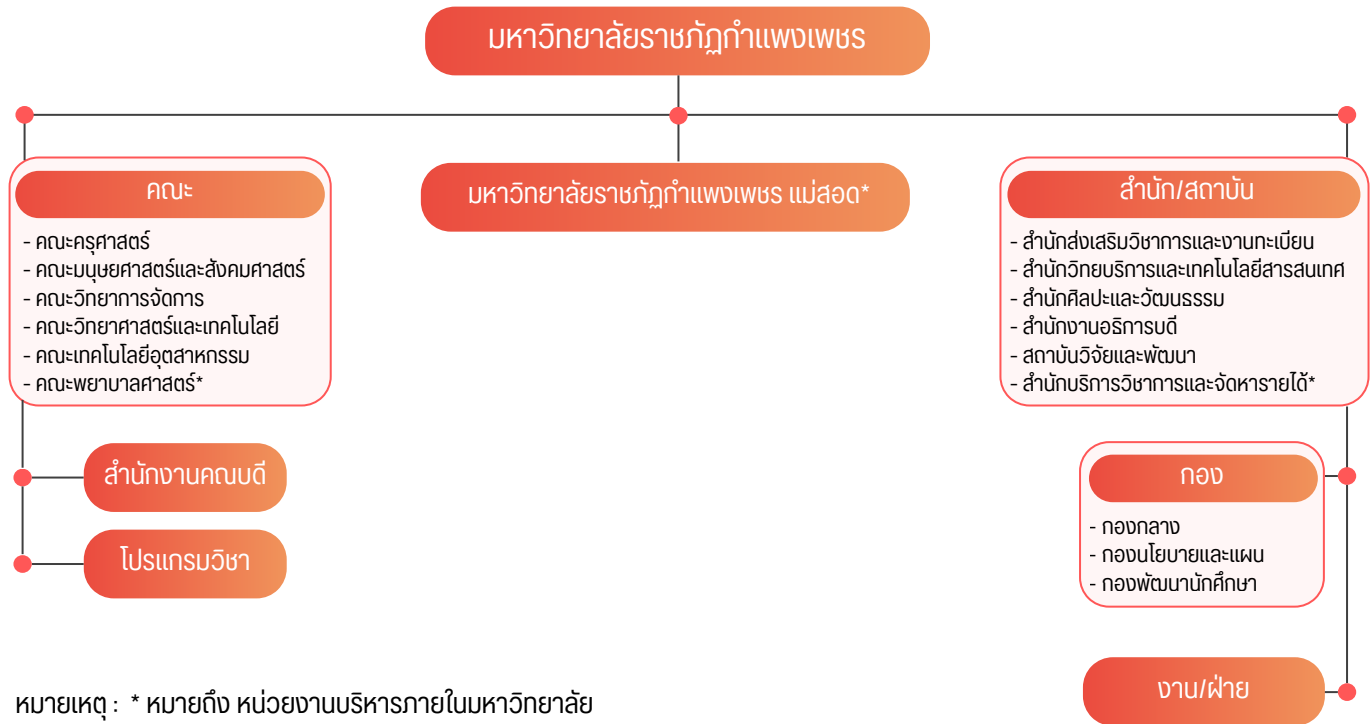 มหาวิทยาลัยราชภัฏกำแพงเพชร
คณะ
- คณะครุศาสตร์
- คณะมนุษยศาสตร์และสังคมศาสตร์
- คณะวิทยาการจัดการ
- คณะวิทยาศาสตร์และเทคโนโลยี
- คณะเทคโนโลยีอุตสาหกรรม
- คณะพยาบาลศาสตร์*
สำนักงานคณบดี
โปรแกรมวิชา
มหาวิทยาลัยราชภัฏกำแพงเพชร แม่สอด*
สำนัก/สถาบัน
- สำนักส่งเสริมวิชาการและงานทะเบียน
- สำนักวิทยบริการและเทคโนโลยีสารสนเทศ
- สำนักศิลปะและวัฒนธรรม
- สำนักงานอธิการบดี
- สถาบันวิจัยและพัฒนา
- สำนักบริการวิชาการและจัดหารายได้*
กอง
- กองกลาง
- กองนโยบายและแผน
- กองพัฒนานักศึกษา
งาน/ฝ่าย
หมายเหตุ : * หมายถึง หน่วยงานบริหารภายในมหาวิทยาลัย